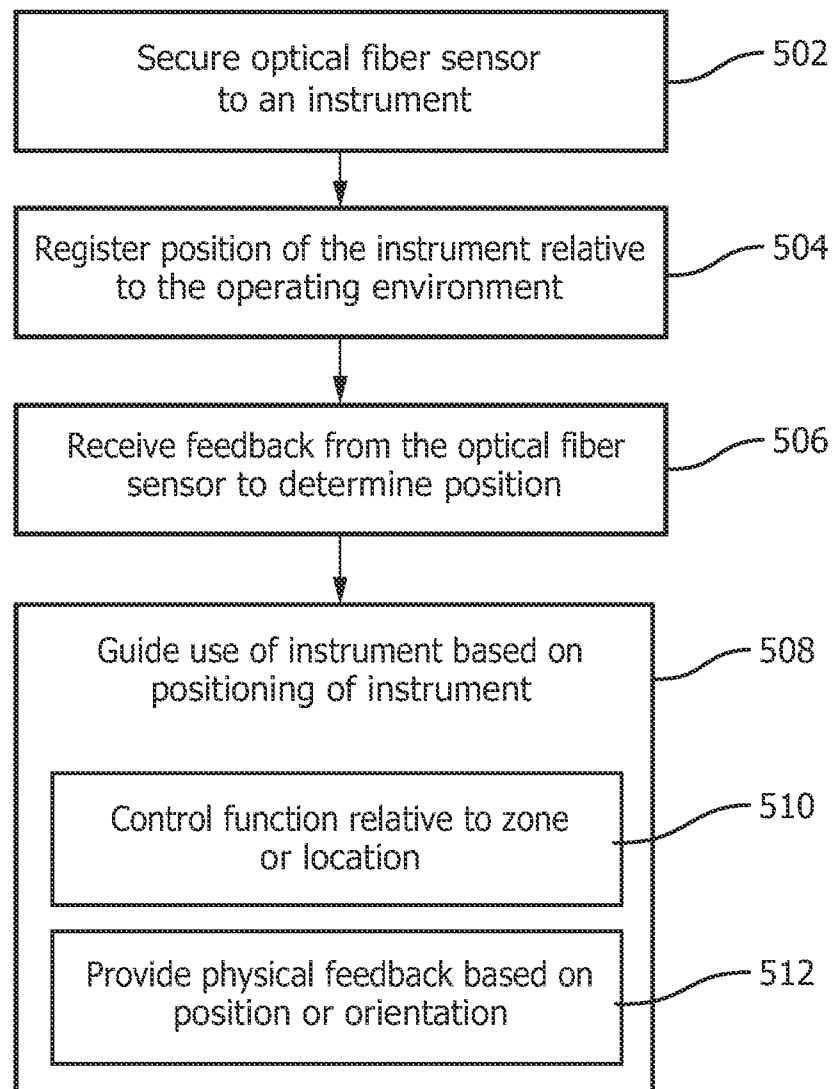 Secure optical fiber sensor
to an instrument
502
Register position of the instrument relative
to the operating environment
504
Receive feedback from the optical fiber
sensor to determine position
506
Guide use of instrument based on
positioning of instrument
508
Control function relative to zone
or location
510
Provide physical feedback based on
position or orientation
512